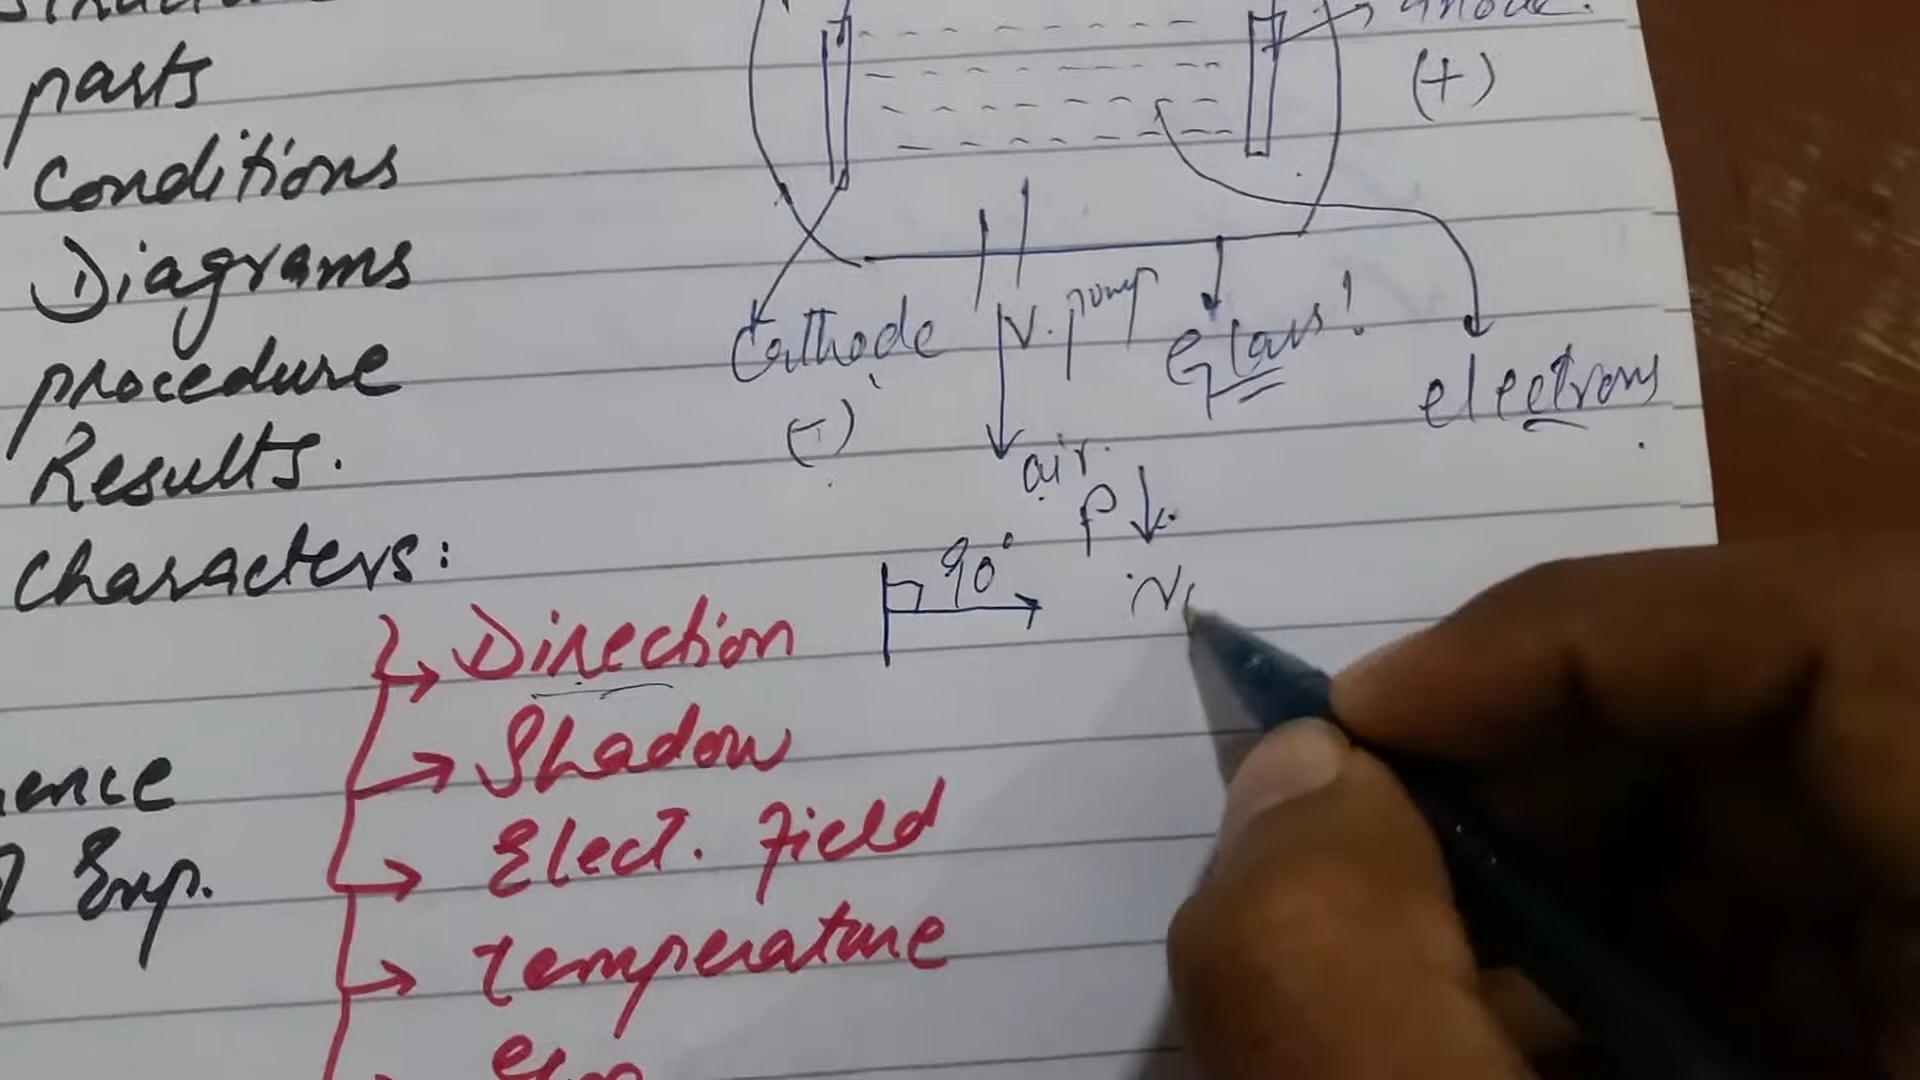 parts
Conditions
Diagrams
procedure
Results.
Characters:
Direction
Shadow
Elect. Field
Temperature
Exp.
anode.
(+)
Cathode
(-)
V. pump
Glass!
electrons
air.
P ↓
90°